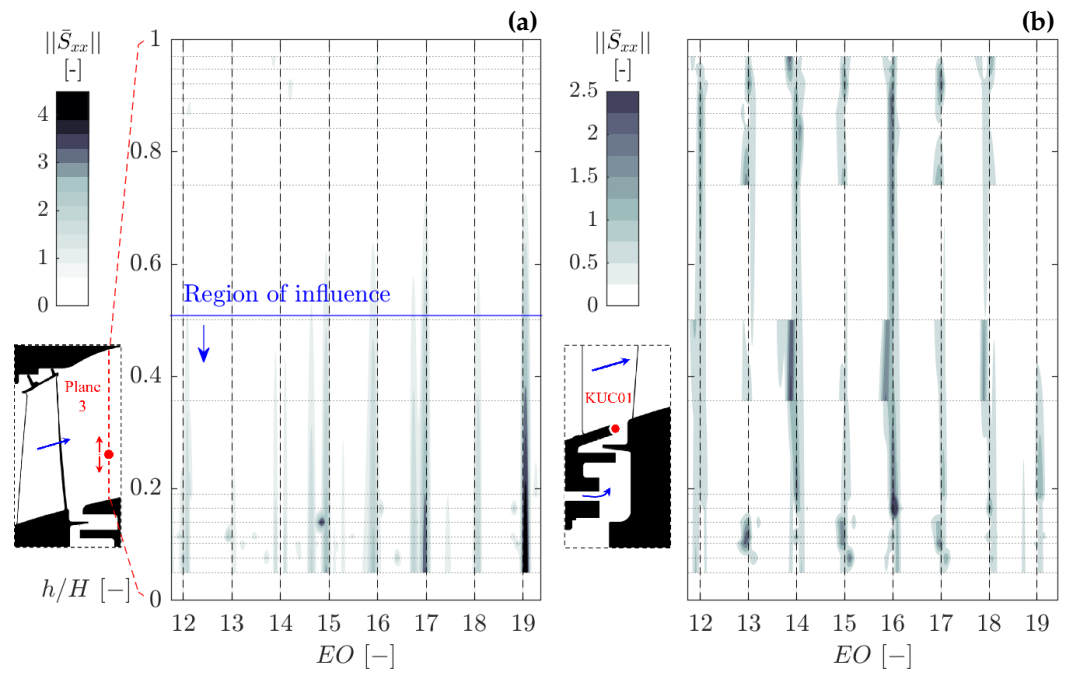 (a)
||S̄xx||
[-]
4
3
2
1
0
1
0.8
0.6
0.4
0.2
0
h/H [−]
Region of influence
Plane
3
12 13 14 15 16 17 18 19
EO [−]
(b)
||S̄xx||
[-]
2.5
2
1.5
1
0.5
0
KUC01
12 13 14 15 16 17 18 19
EO [−]